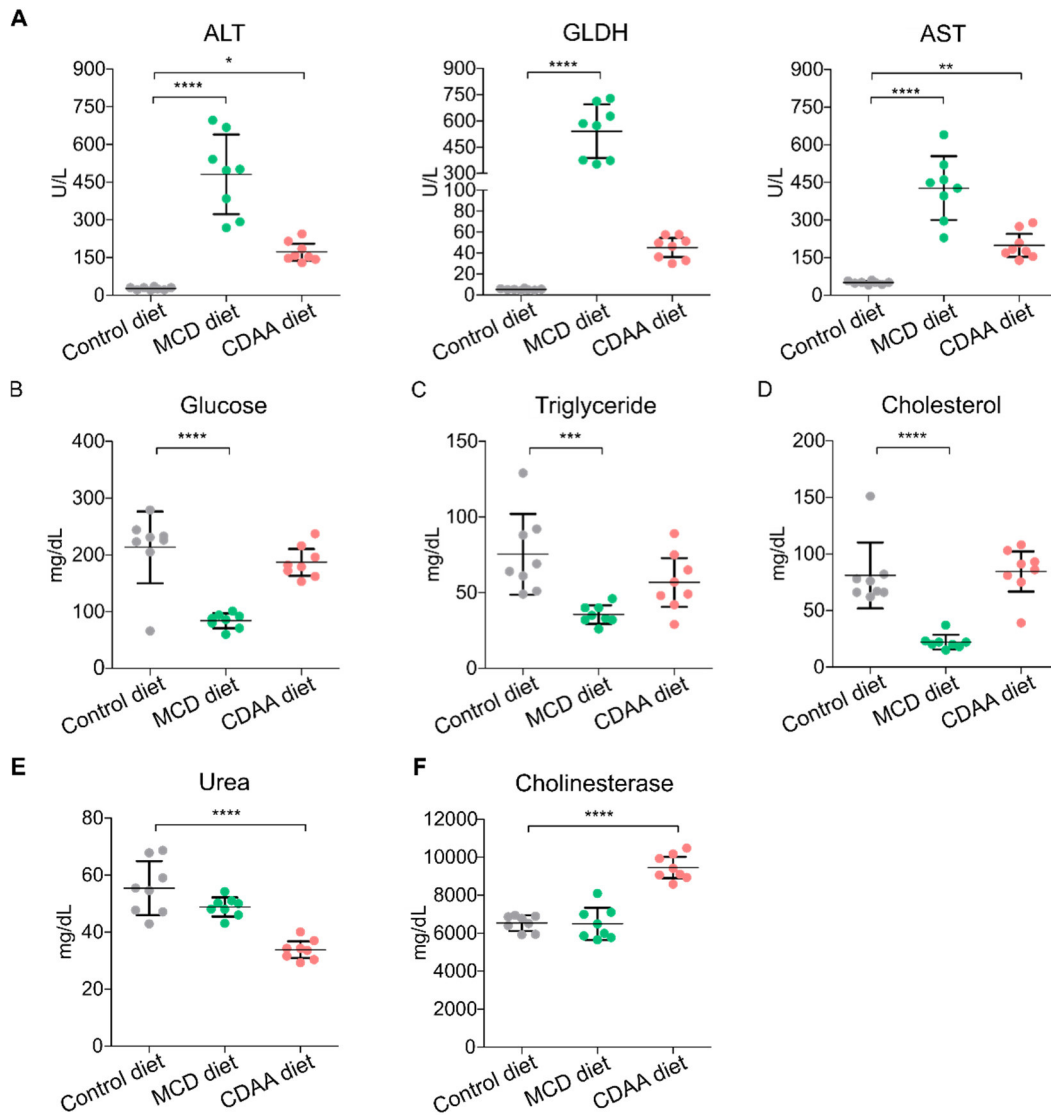 A
ALT
GLDH
AST
900
750
600
450
300
150
0
U/L
*
****
Control diet
MCD diet
CDAA diet
900
750
600
450
300
100
80
60
40
20
0
U/L
U/L
****
Control diet
MCD diet
CDAA diet
900
750
600
450
300
150
0
U/L
**
****
Control diet
MCD diet
CDAA diet
B
Glucose
400
300
200
100
0
mg/dL
****
Control diet
MCD diet
CDAA diet
C
Triglyceride
150
100
50
0
mg/dL
***
Control diet
MCD diet
CDAA diet
D
Cholesterol
200
150
100
50
0
mg/dL
****
Control diet
MCD diet
CDAA diet
E
Urea
80
60
40
20
0
mg/dL
****
Control diet
MCD diet
CDAA diet
F
Cholinesterase
12000
10000
8000
6000
4000
2000
0
mg/dL
****
Control diet
MCD diet
CDAA diet